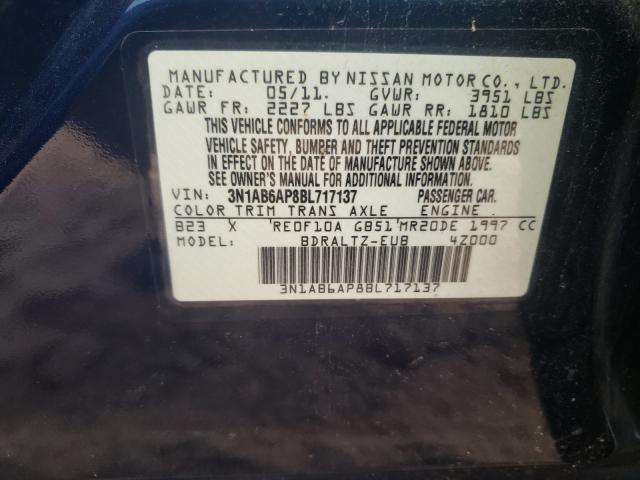 MANUFACTURED BY NISSAN MOTOR CO., LTD.
DATE: 05/11. GVWR: 3951 LBS
GAWR FR: 2227 LBS GAWR RR: 1810 LBS
THIS VEHICLE CONFORMS TO ALL APPLICABLE FEDERAL MOTOR
VEHICLE SAFETY, BUMPER AND THEFT PREVENTION STANDARDS
IN EFFECT ON THE DATE OF MANUFACTURE SHOWN ABOVE.
SEE OWNER'S MANUAL FOR ADDITIONAL INFORMATION.
VIN: 3N1AB6AP8BL717137 PASSENGER CAR.
COLOR TRIM TRANS AXLE ENGINE
B23 X 'RE0F10A GB51'MR20DE 1997 CC
MODEL: BDRALTZ-EUB 4Z000
3N1AB6AP8BL717137